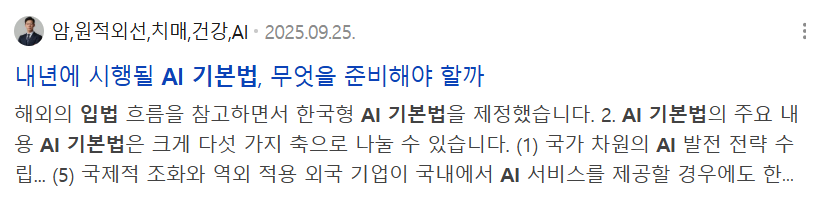 암,원적외선,치매,건강,AI · 2025.09.25.
내년에 시행될 AI 기본법, 무엇을 준비해야 할까
해외의 입법 흐름을 참고하면서 한국형 AI 기본법을 제정했습니다. 2. AI 기본법의 주요 내
용 AI 기본법은 크게 다섯 가지 축으로 나눌 수 있습니다. (1) 국가 차원의 AI 발전 전략 수
립... (5) 국제적 조화와 역외 적용 외국 기업이 국내에서 AI 서비스를 제공할 경우에도 한...